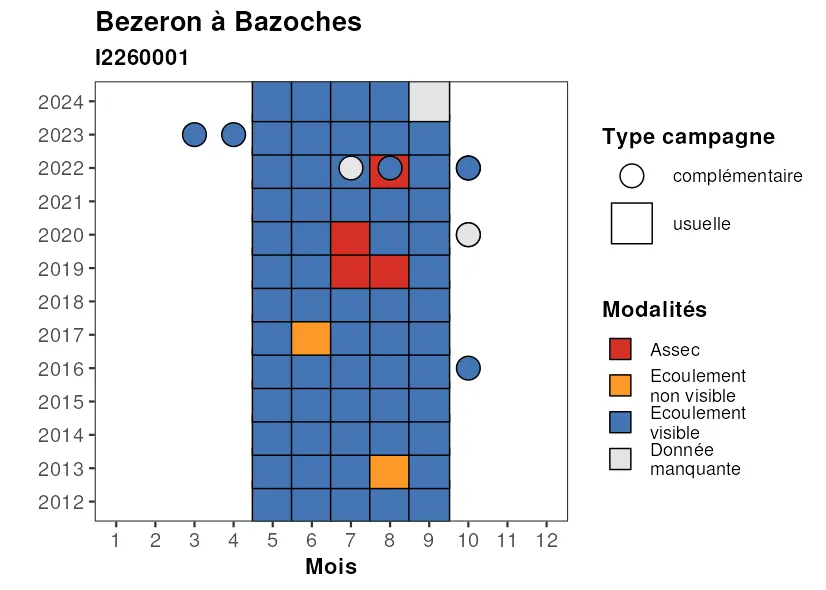 Bezeron à Bazoches
I2260001
2024
2023
2022
2021
2020
2019
2018
2017
2016
2015
2014
2013
2012
1 2 3 4 5 6 7 8 9 10 11 12
Mois
Type campagne
complémentaire
usuelle
Modalités
Assec
Ecoulement
non visible
Ecoulement
visible
Donnée
manquante